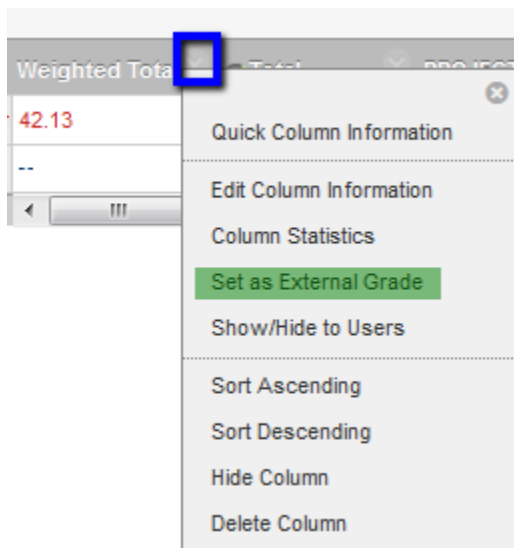 Weighted Tota Total
42.13
Quick Column Information
--
Edit Column Information
Column Statistics
Set as External Grade
Show/Hide to Users
Sort Ascending
Sort Descending
Hide Column
Delete Column